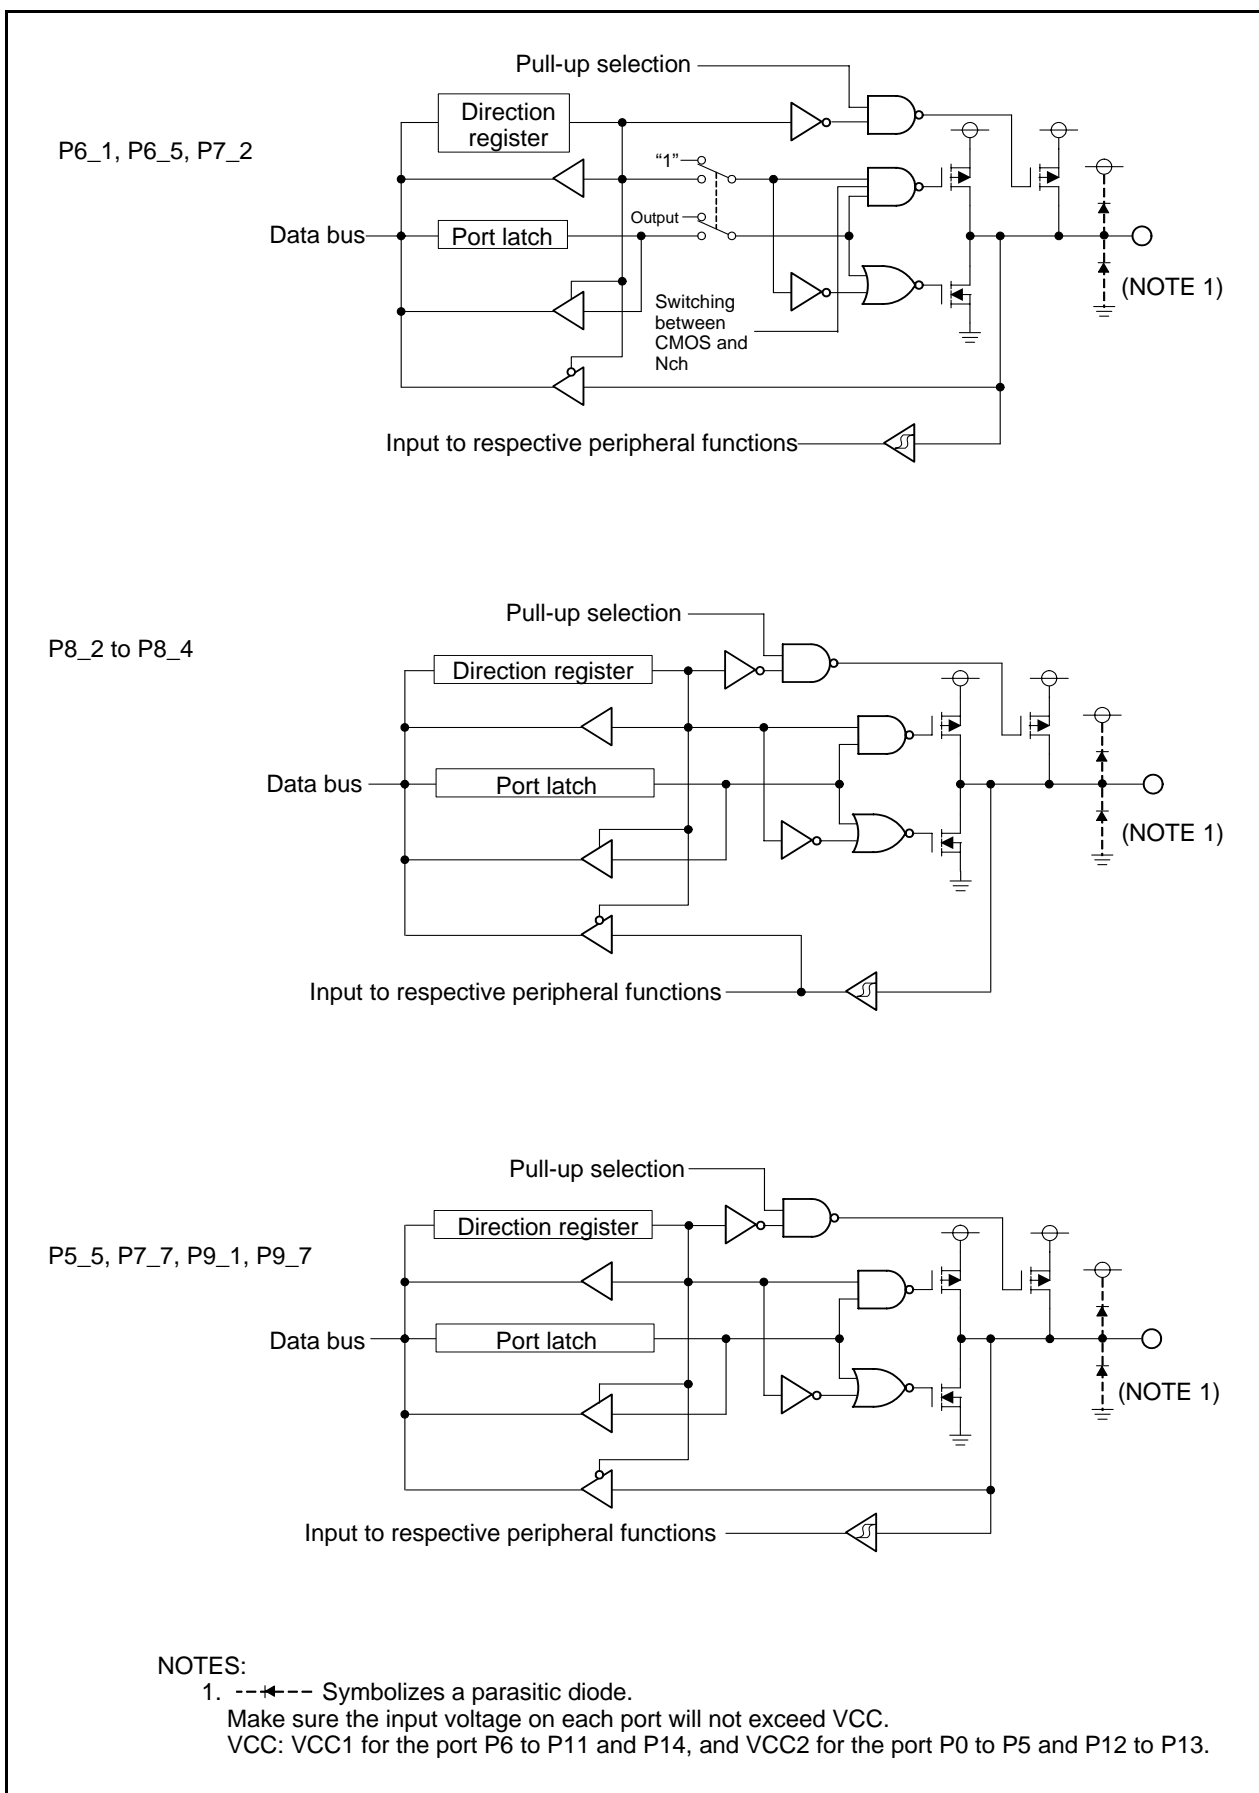 Pull-up selection
Direction
register
P6_1, P6_5, P7_2
“1”
Output
Data bus
Port latch
(NOTE 1)
Switching
between
CMOS and
Nch
Input to respective peripheral functions
Pull-up selection
P8_2 to P8_4
Direction register
Data bus
Port latch
(NOTE 1)
Input to respective peripheral functions
Pull-up selection
Direction register
P5_5, P7_7, P9_1, P9_7
Data bus
Port latch
(NOTE 1)
Input to respective peripheral functions
NOTES:
1. Symbolizes a parasitic diode.
Make sure the input voltage on each port will not exceed VCC.
VCC: VCC1 for the port P6 to P11 and P14, and VCC2 for the port P0 to P5 and P12 to P13.